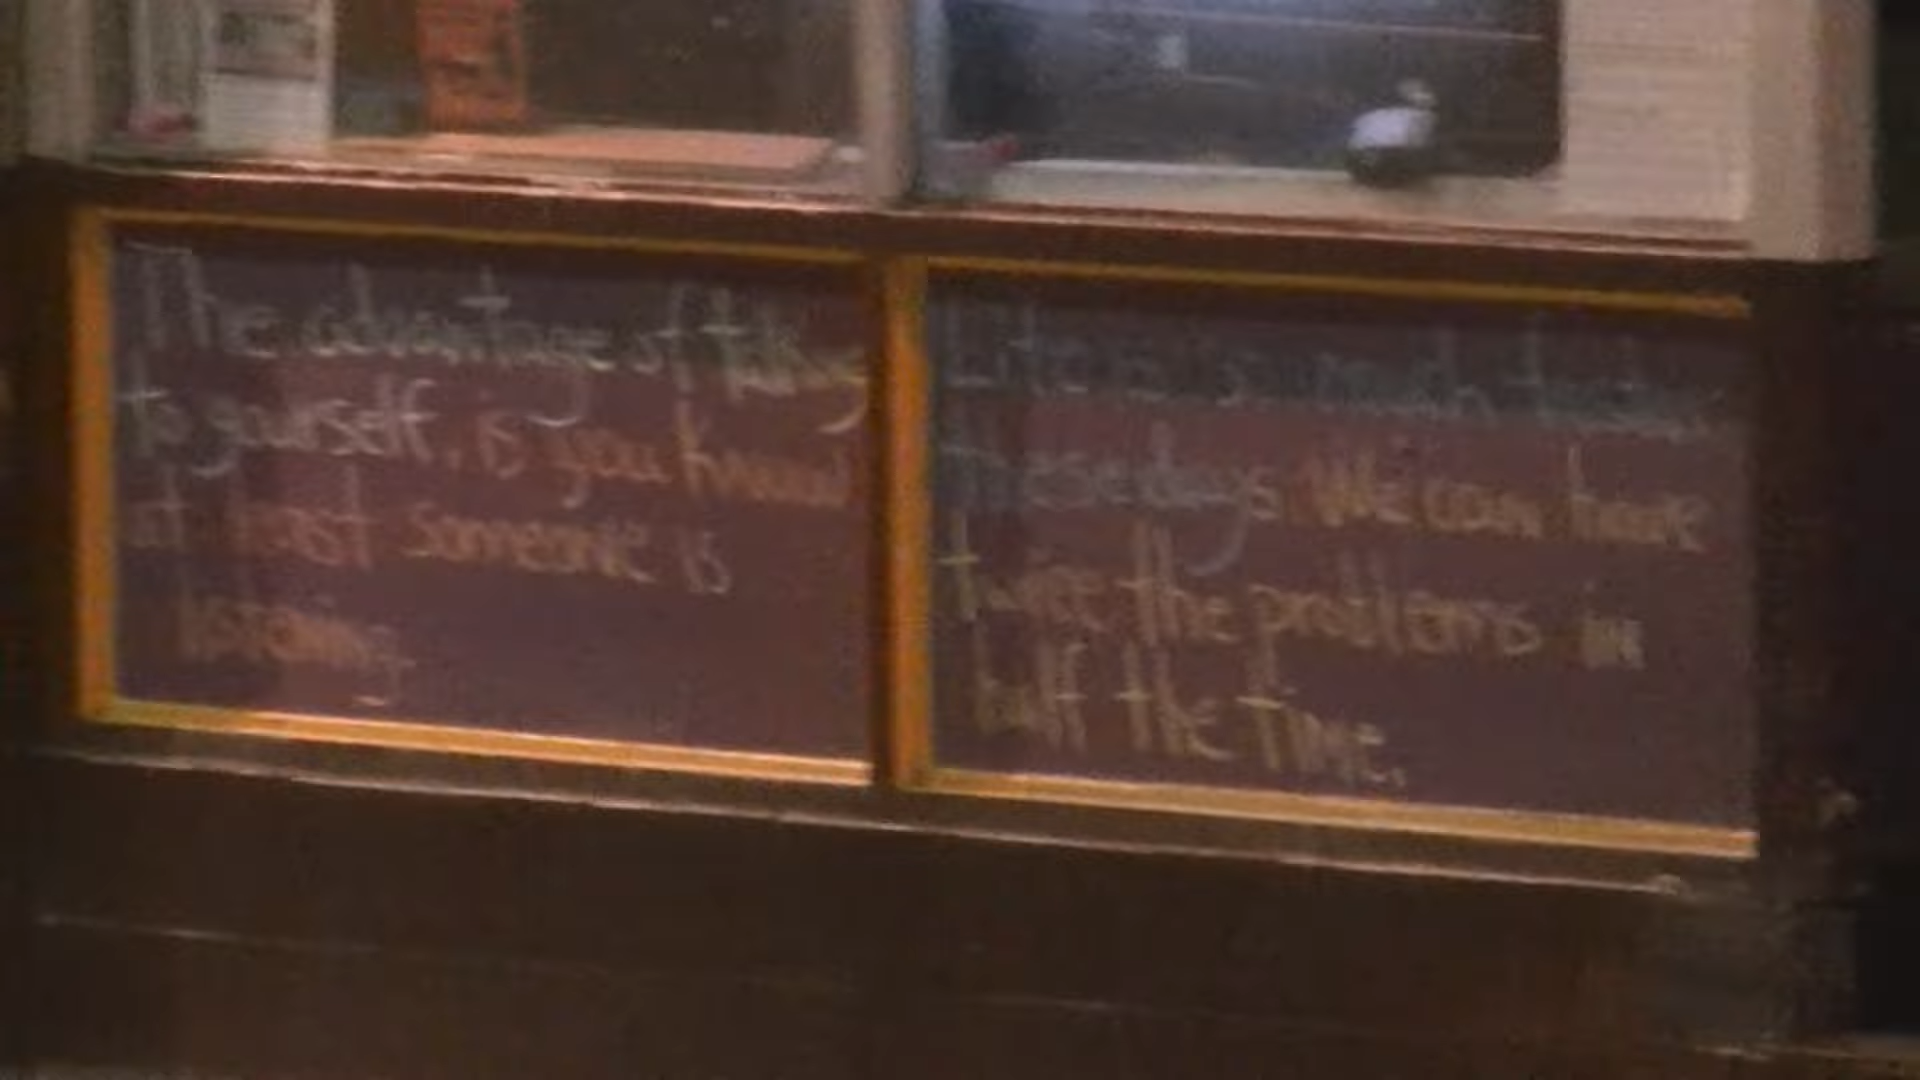 The advantage of talking
to yourself, is you know
at least someone is
listening
Life is so much faster
these days We can have
twice the problems in
half the time.